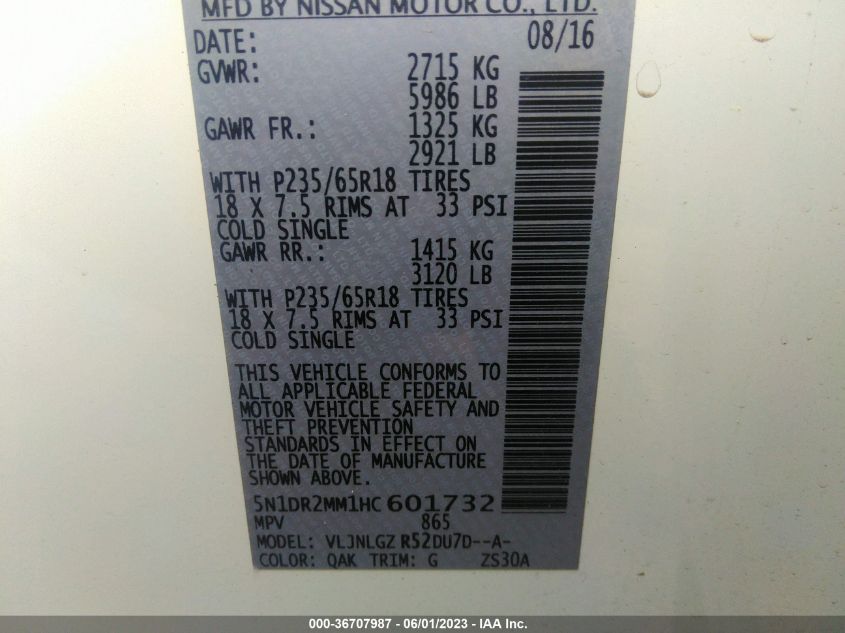 MFD BY NISSAN MOTOR CO., LTD.
DATE: 08/16
GVWR: 2715 KG
5986 LB
GAWR FR.: 1325 KG
2921 LB
WITH P235/65R18 TIRES
18 X 7.5 RIMS AT 33 PSI
COLD SINGLE
GAWR RR.: 1415 KG
3120 LB
WITH P235/65R18 TIRES
18 X 7.5 RIMS AT 33 PSI
COLD SINGLE
THIS VEHICLE CONFORMS TO
ALL APPLICABLE FEDERAL
MOTOR VEHICLE SAFETY AND
THEFT PREVENTION
STANDARDS IN EFFECT ON
THE DATE OF MANUFACTURE
SHOWN ABOVE.
5N1DR2MM1HC 601732
MPV 865
MODEL: VLJNLGZ R52DU7D--A-
COLOR: QAK TRIM: G ZS30A
000-36707987 - 06/01/2023 - IAA Inc.